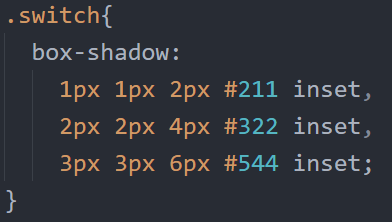 .switch{
box-shadow:
1px 1px 2px #211 inset,
2px 2px 4px #322 inset,
3px 3px 6px #544 inset;
}